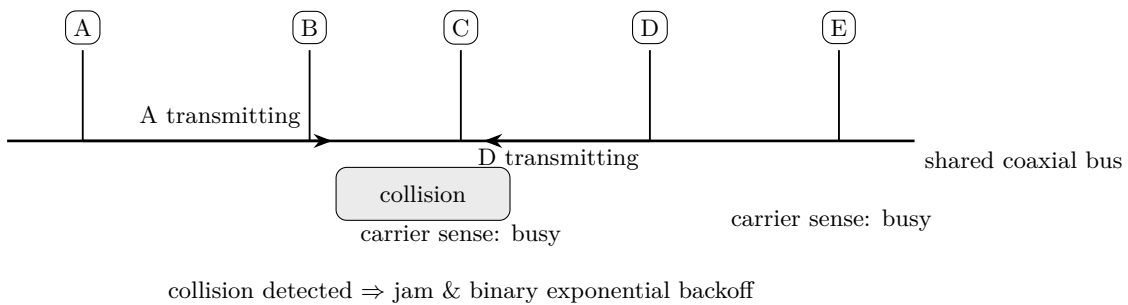 A
B
C
D
E
A transmitting
D transmitting
shared coaxial bus
collision
carrier sense: busy
carrier sense: busy
collision detected ⇒ jam & binary exponential backoff